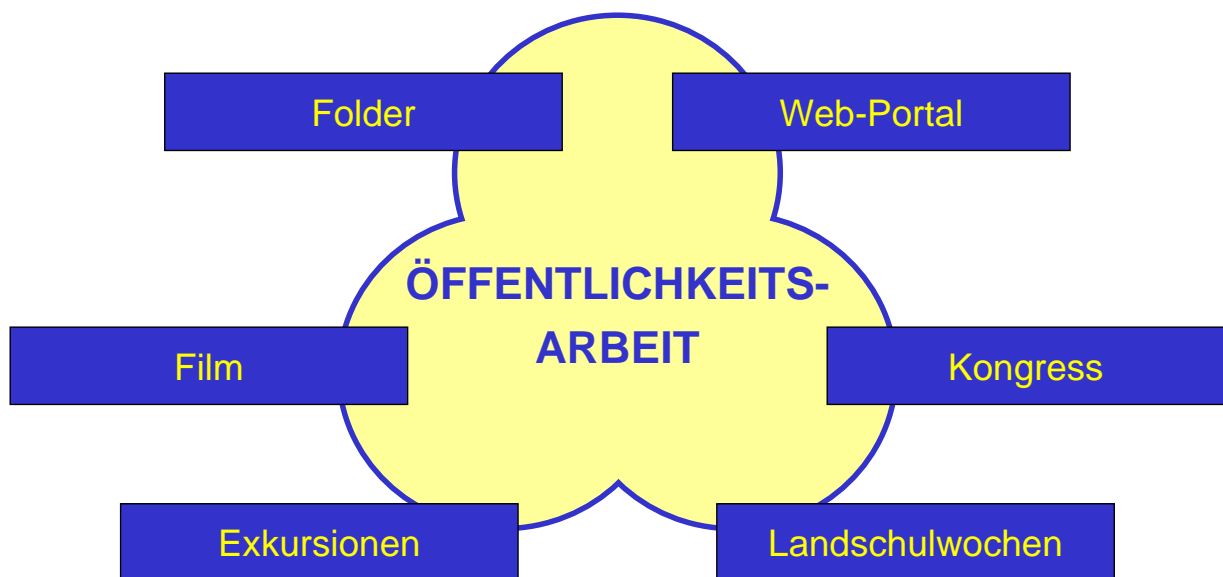 Folder
Web-Portal
ÖFFENTLICHKEITS-
ARBEIT
Film
Kongress
Exkursionen
Landschulwochen